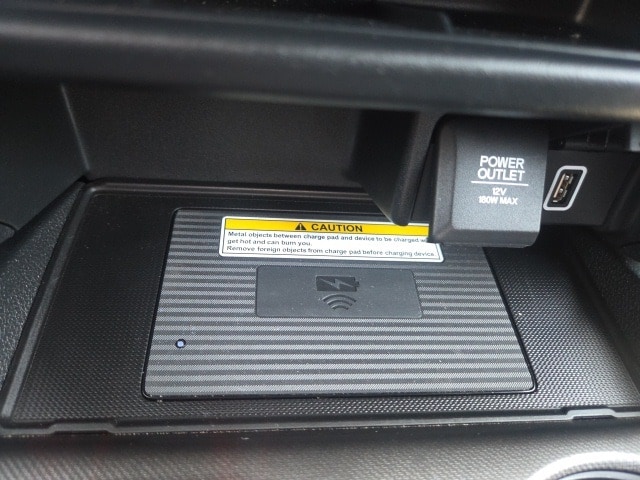 POWER
OUTLET
12V
180W MAX
CAUTION
Metal objects between charge pad and device to be charged
get hot and can burn you.
Remove foreign objects from charge pad before charging device